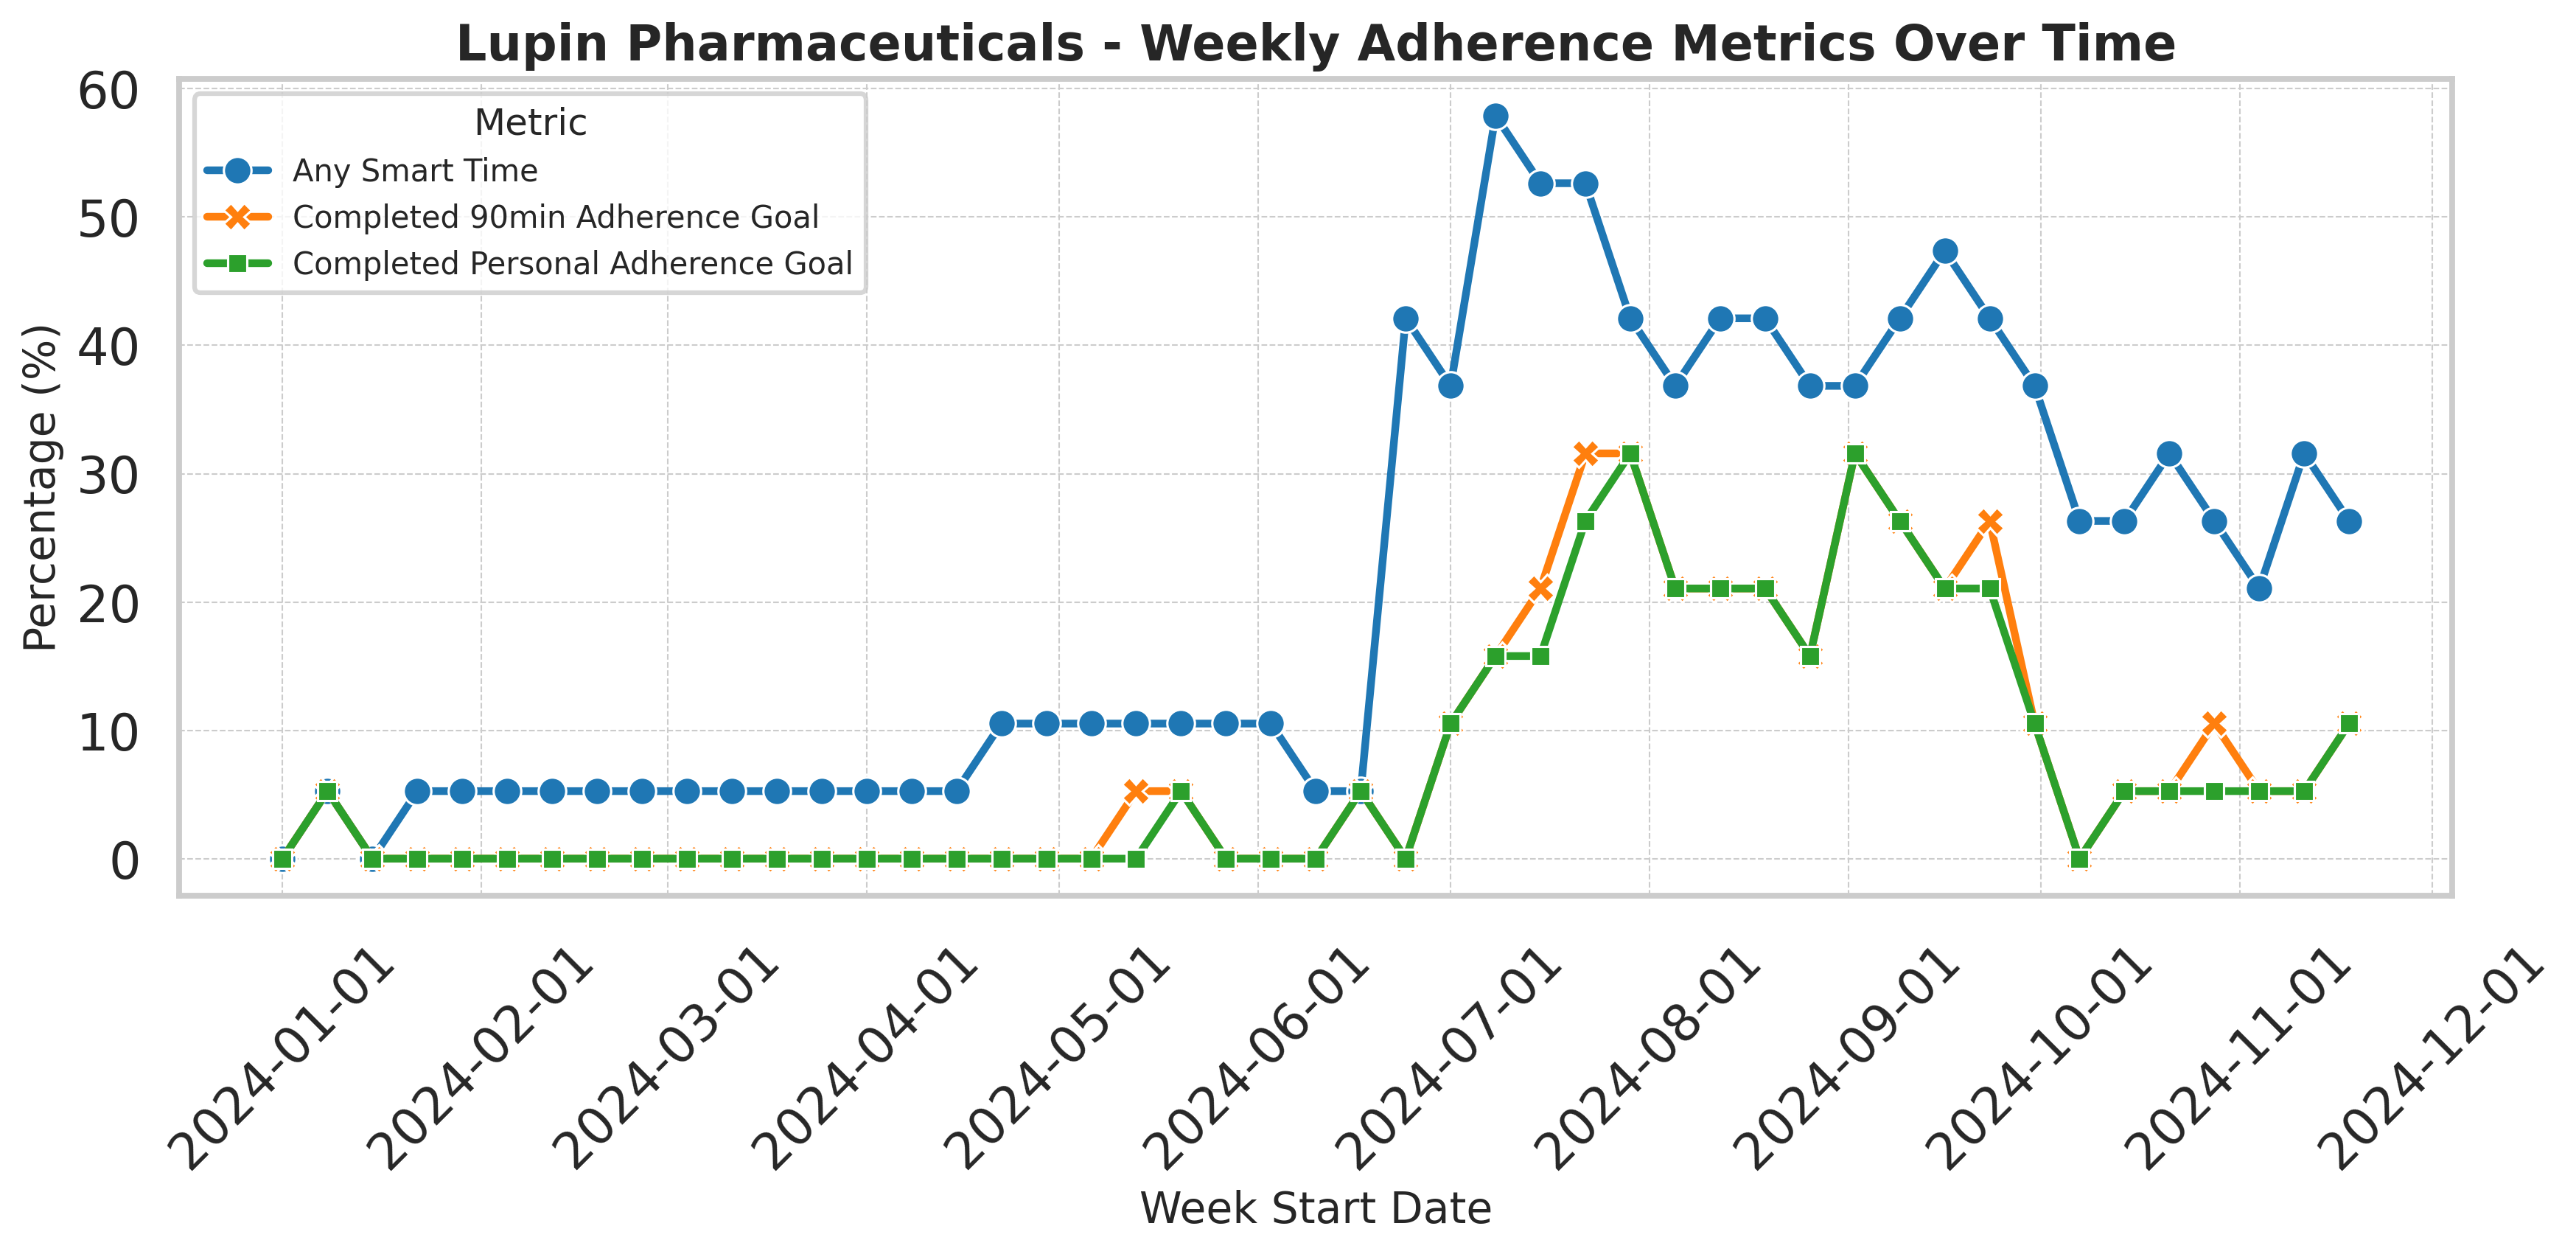 Lupin Pharmaceuticals - Weekly Adherence Metrics Over Time
Percentage (%)
60
50
40
30
20
10
0
Metric
Any Smart Time
Completed 90min Adherence Goal
Completed Personal Adherence Goal
2024-01-01
2024-02-01
2024-03-01
2024-04-01
2024-05-01
2024-06-01
2024-07-01
2024-08-01
2024-09-01
2024-10-01
2024-11-01
2024-12-01
Week Start Date